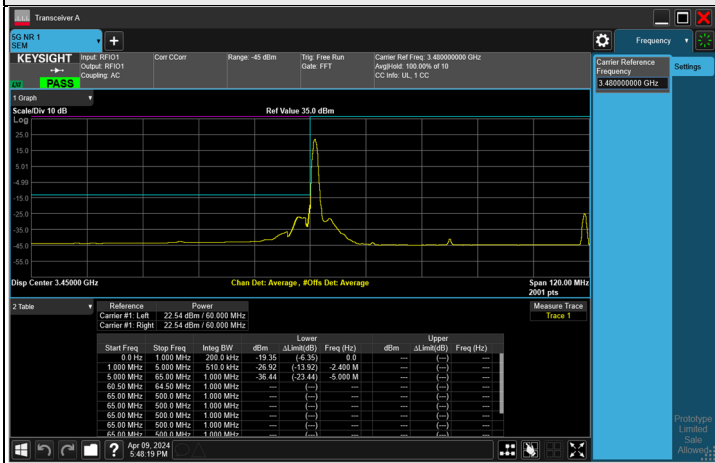 Transceiver A
5G NR 1
SEM
Frequency
KEYSIGHT
Input: RFIO1
Output: RFIO1
Coupling: AC
Corr CCorr
Range: -45 dBm
Trig: Free Run
Gate: FFT
Carrier Ref Freq: 3.480000000 GHz
Avg|Hold: 100.00% of 10
CC Info: UL, 1 CC
LXI
PASS
Carrier Reference
Frequency
3.480000000 GHz
Settings
1 Graph
Scale/Div 10 dB
Ref Value 35.0 dBm
Log
25.0
15.0
5.01
-4.99
-15.0
-25.0
-35.0
-45.0
-55.0
Disp Center 3.45000 GHz
Chan Det: Average, #Offs Det: Average
Span 120.00 MHz
2001 pts
2 Table
Measure Trace
Trace 1
Reference Power
Carrier #1: Left 22.54 dBm / 60.000 MHz
Carrier #1: Right 22.54 dBm / 60.000 MHz
Lower Upper
Start Freq Stop Freq Integ BW dBm ΔLimit(dB) Freq (Hz) dBm ΔLimit(dB) Freq (Hz)
0.0 Hz 1.000 MHz 200.0 kHz -19.35 (-6.35) 0.0 --- (---) ---
1.000 MHz 5.000 MHz 510.0 kHz -26.92 (-13.92) -2.400 M --- (---) ---
5.000 MHz 65.00 MHz 1.000 MHz -36.44 (-23.44) -5.000 M --- (---) ---
60.50 MHz 64.50 MHz 1.000 MHz --- (---) --- --- (---) ---
65.00 MHz 500.0 MHz 1.000 MHz --- (---) --- --- (---) ---
65.00 MHz 500.0 MHz 1.000 MHz --- (---) --- --- (---) ---
65.00 MHz 500.0 MHz 1.000 MHz --- (---) --- --- (---) ---
65.00 MHz 500.0 MHz 1.000 MHz --- (---) --- --- (---) ---
Apr 09, 2024
5:48:19 PM
Prototype
Limited
Sale
Allowed